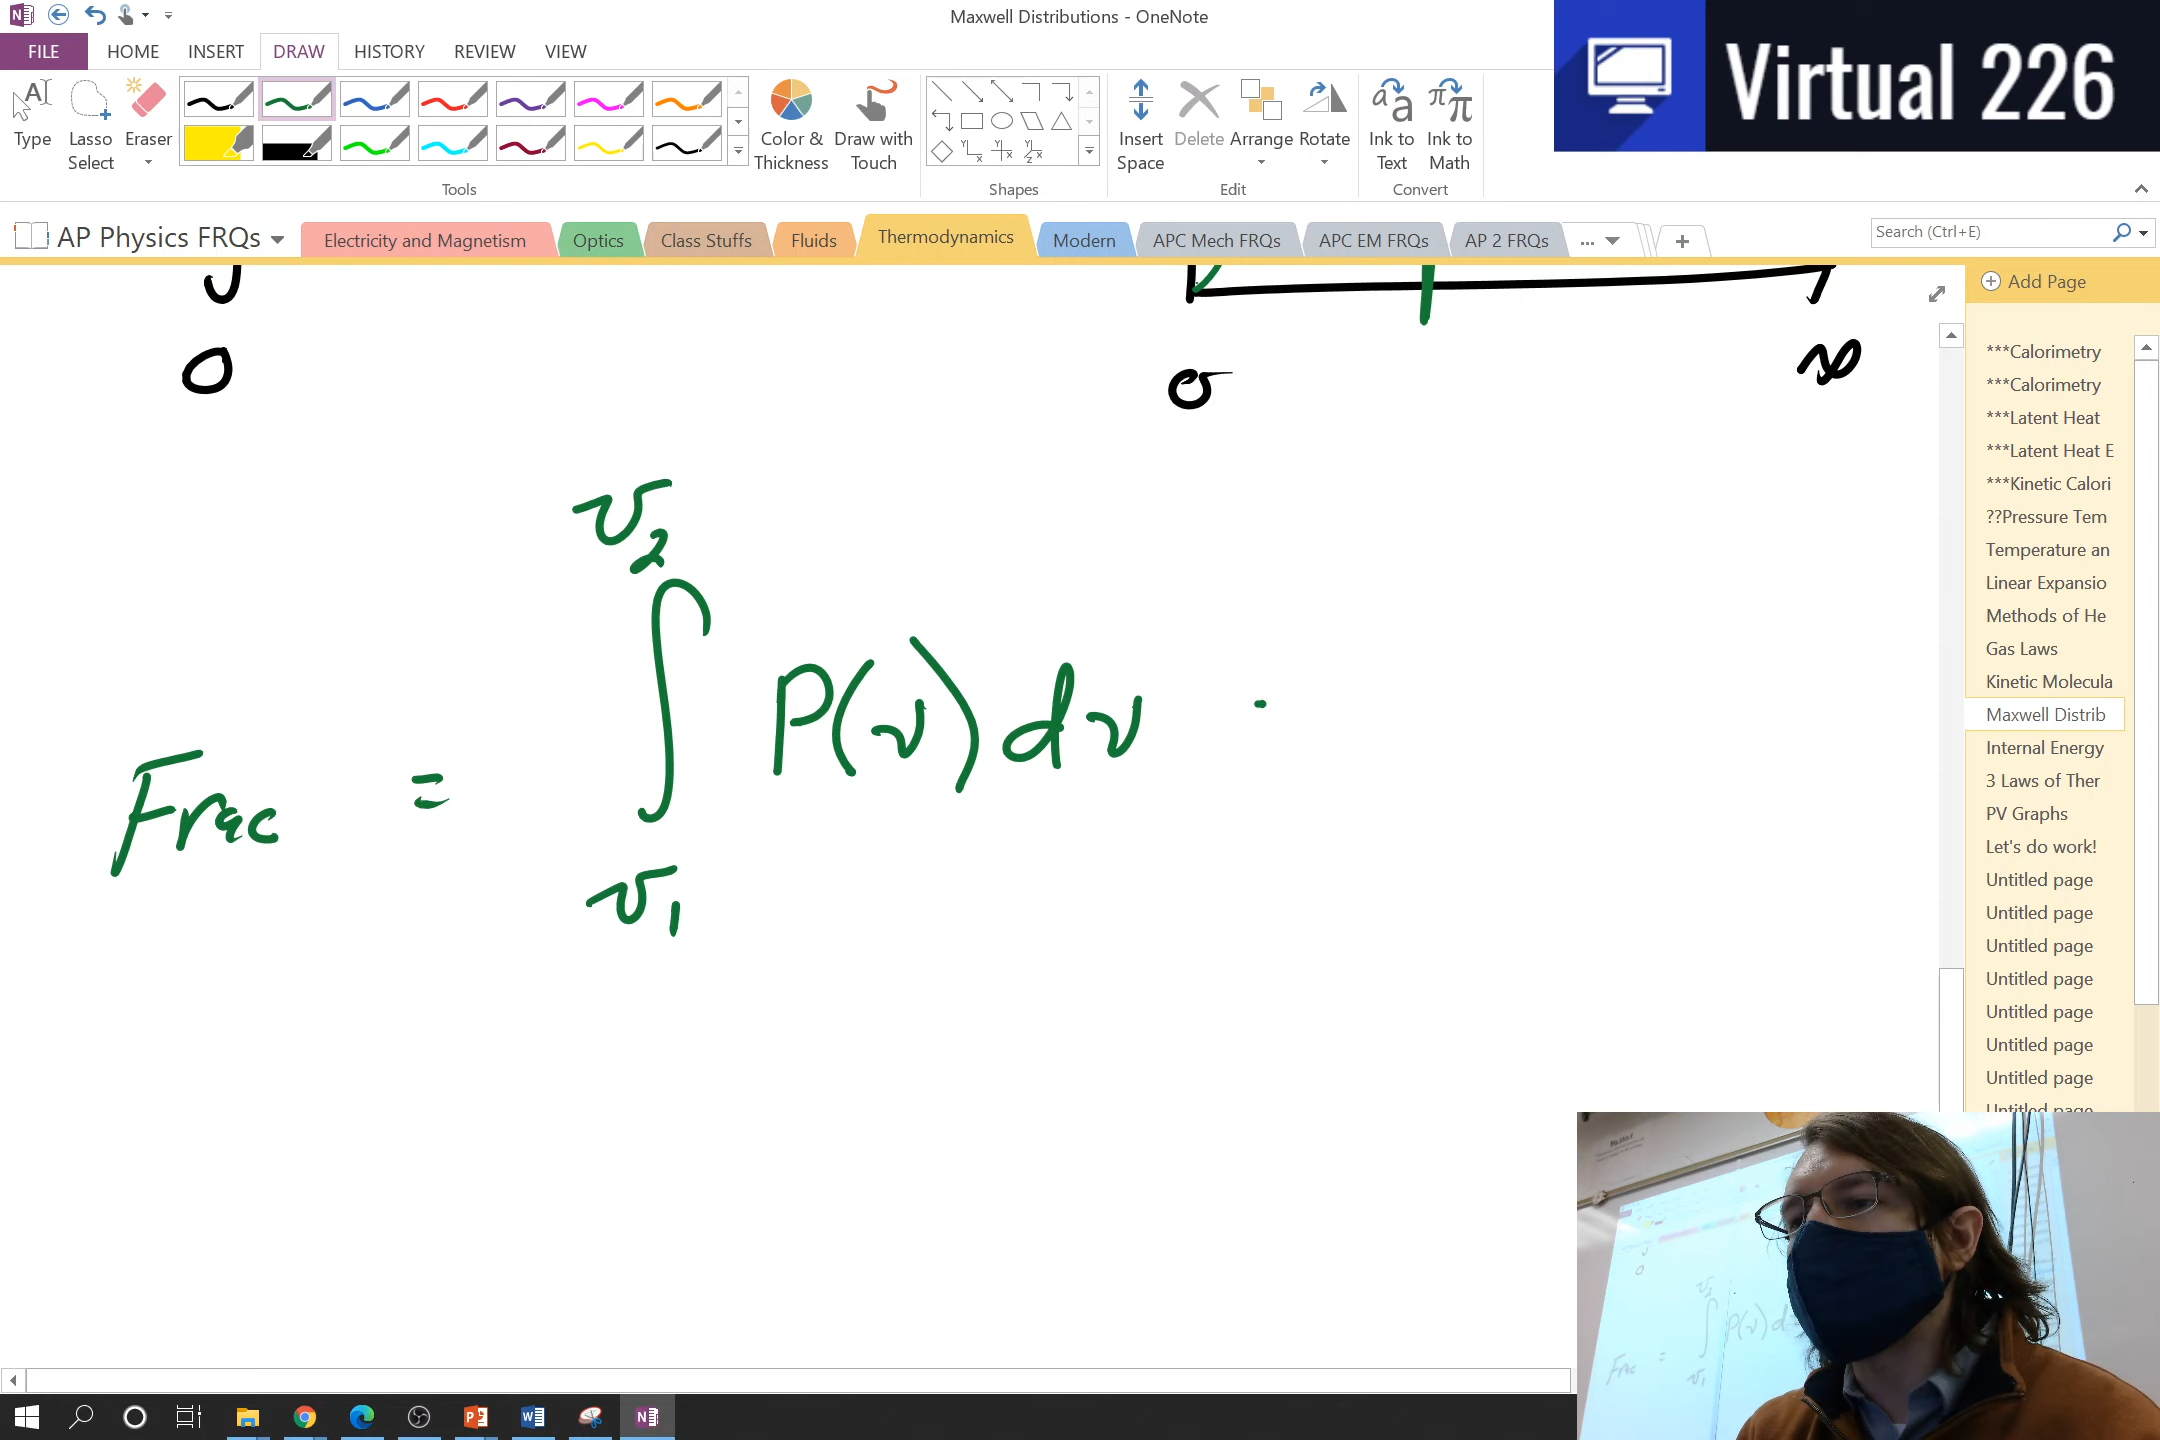 Maxwell Distributions - OneNote
Virtual 226
FILE HOME INSERT DRAW HISTORY REVIEW VIEW
Type
Lasso Select
Eraser
Color & Thickness
Draw with Touch
Insert Space
Delete
Arrange
Rotate
Ink to Text
Ink to Math
Tools Shapes Edit Convert
AP Physics FRQs
Electricity and Magnetism Optics Class Stuffs Fluids Thermodynamics Modern APC Mech FRQs APC EM FRQs AP 2 FRQs ...
Search (Ctrl+E)
Add Page
***Calorimetry
***Calorimetry
***Latent Heat
***Latent Heat E
***Kinetic Calori
??Pressure Tem
Temperature an
Linear Expansio
Methods of He
Gas Laws
Kinetic Molecula
Maxwell Distrib
Internal Energy
3 Laws of Ther
PV Graphs
Let's do work!
Untitled page
Untitled page
Untitled page
Untitled page
Untitled page
Untitled page
Untitled page
Untitled page
0 0 ∞
Frac = ∫ v₁ v₂ P(v) dv